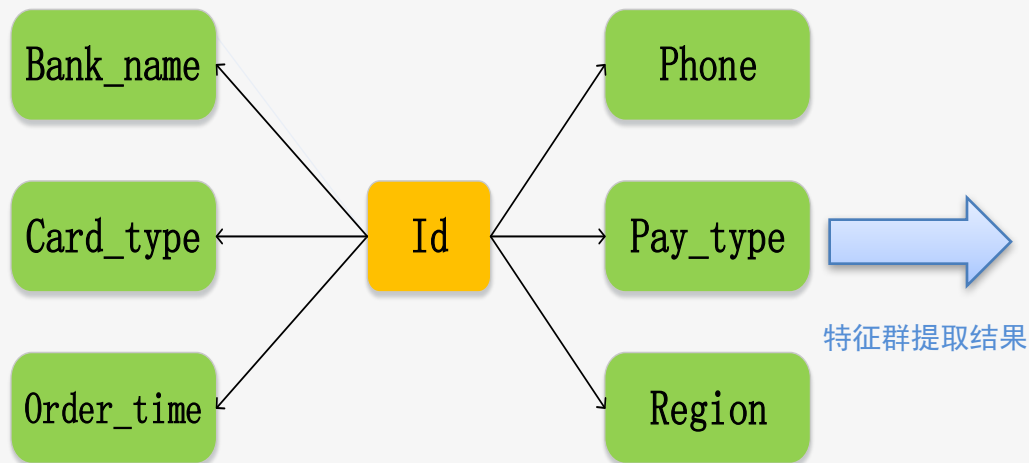 Bank_name
Phone
Card_type
Id
Pay_type
特征群提取结果
Order_time
Region